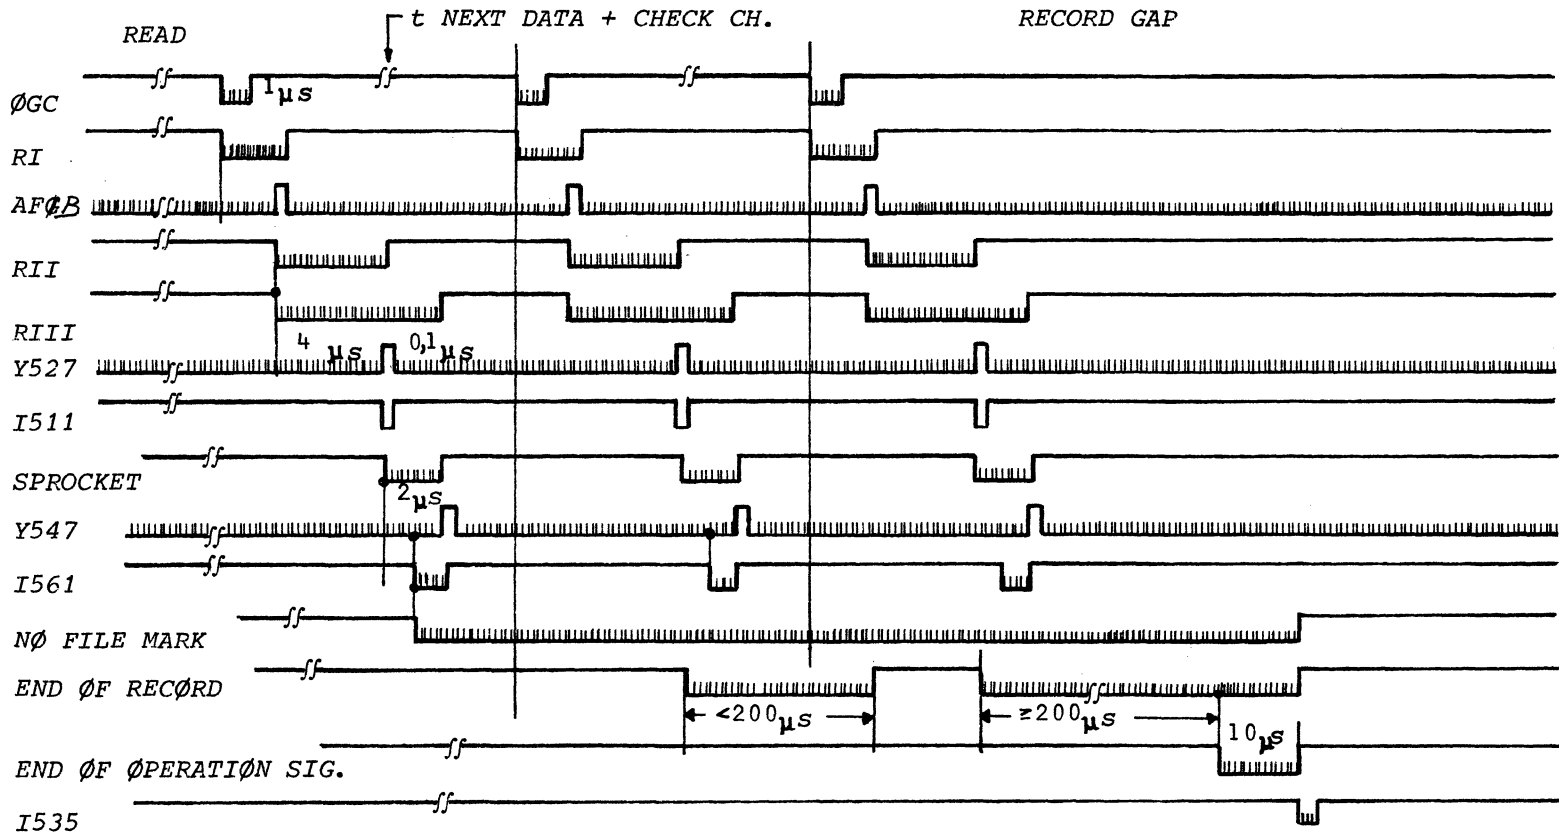 t NEXT DATA + CHECK CH.
RECORD GAP
READ
1μs
ØGC
RI
AFØB
RII
RIII
4 μs
0,1μs
Y527
I511
SPROCKET
2μs
Y547
I561
NØ FILE MARK
END ØF RECØRD
<200μs
≥200μs
10μs
END ØF ØPERATIØN SIG.
I535